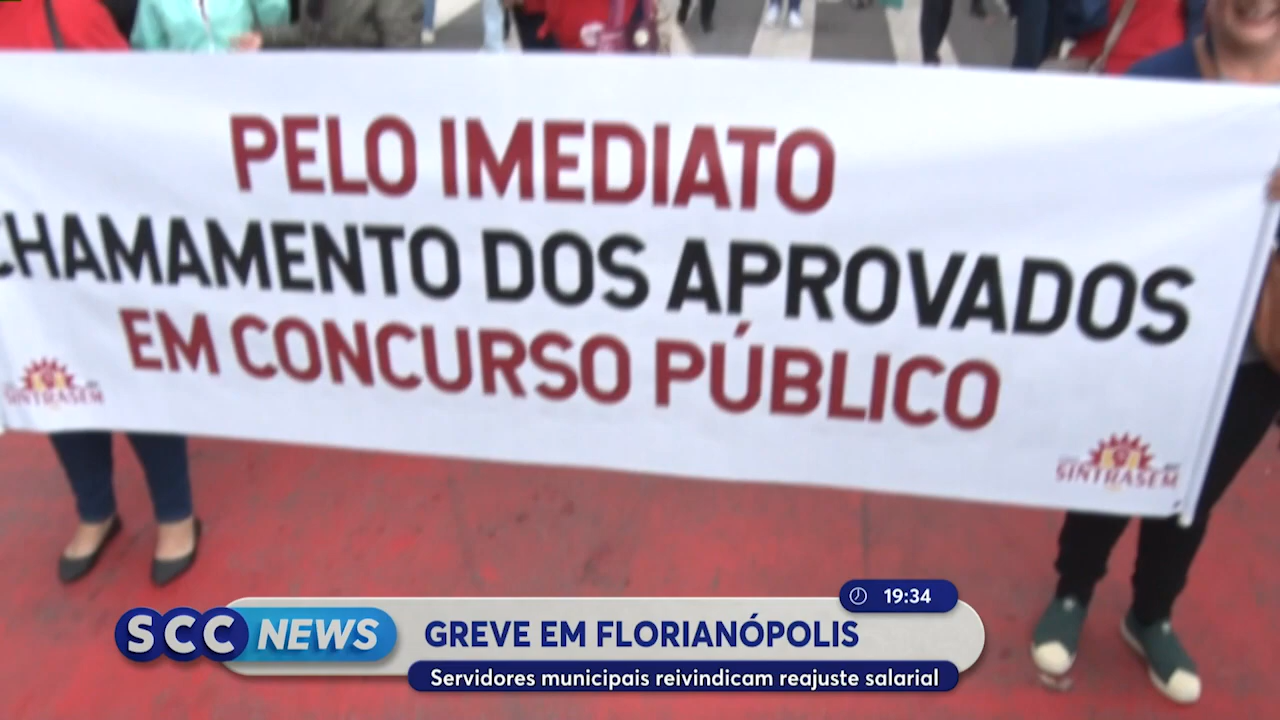 PELO IMEDIATO
CHAMAMENTO DOS APROVADOS
EM CONCURSO PÚBLICO
SINTRASEM
SINTRASEM
19:34
SCC NEWS
GREVE EM FLORIANÓPOLIS
Servidores municipais reivindicam reajuste salarial